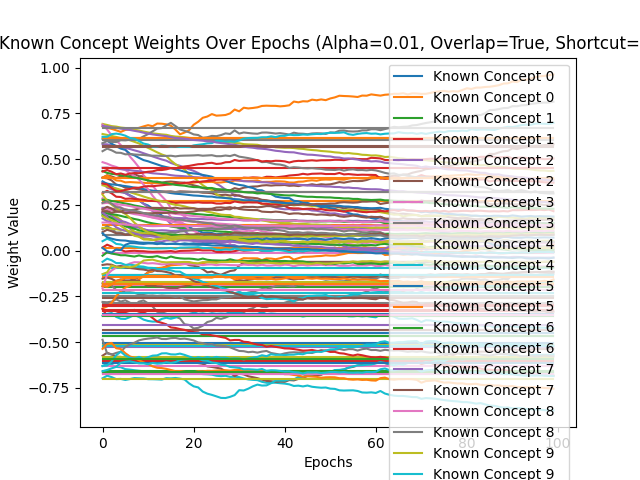 Known Concept Weights Over Epochs (Alpha=0.01, Overlap=True, Shortcut=
1.00
0.75
0.50
0.25
0.00
−0.25
−0.50
−0.75
Weight Value
0
20
40
60
80
100
Epochs
Known Concept 0
Known Concept 0
Known Concept 1
Known Concept 1
Known Concept 2
Known Concept 2
Known Concept 3
Known Concept 3
Known Concept 4
Known Concept 4
Known Concept 5
Known Concept 5
Known Concept 6
Known Concept 6
Known Concept 7
Known Concept 7
Known Concept 8
Known Concept 8
Known Concept 9
Known Concept 9